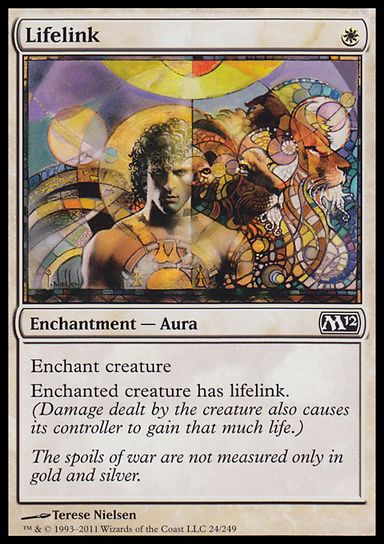 Lifelink
Enchantment — Aura
M12
Enchant creature
Enchanted creature has lifelink.
(Damage dealt by the creature also causes
its controller to gain that much life.)
The spoils of war are not measured only in
gold and silver.
Terese Nielsen
™ & © 1993–2011 Wizards of the Coast LLC 24/249